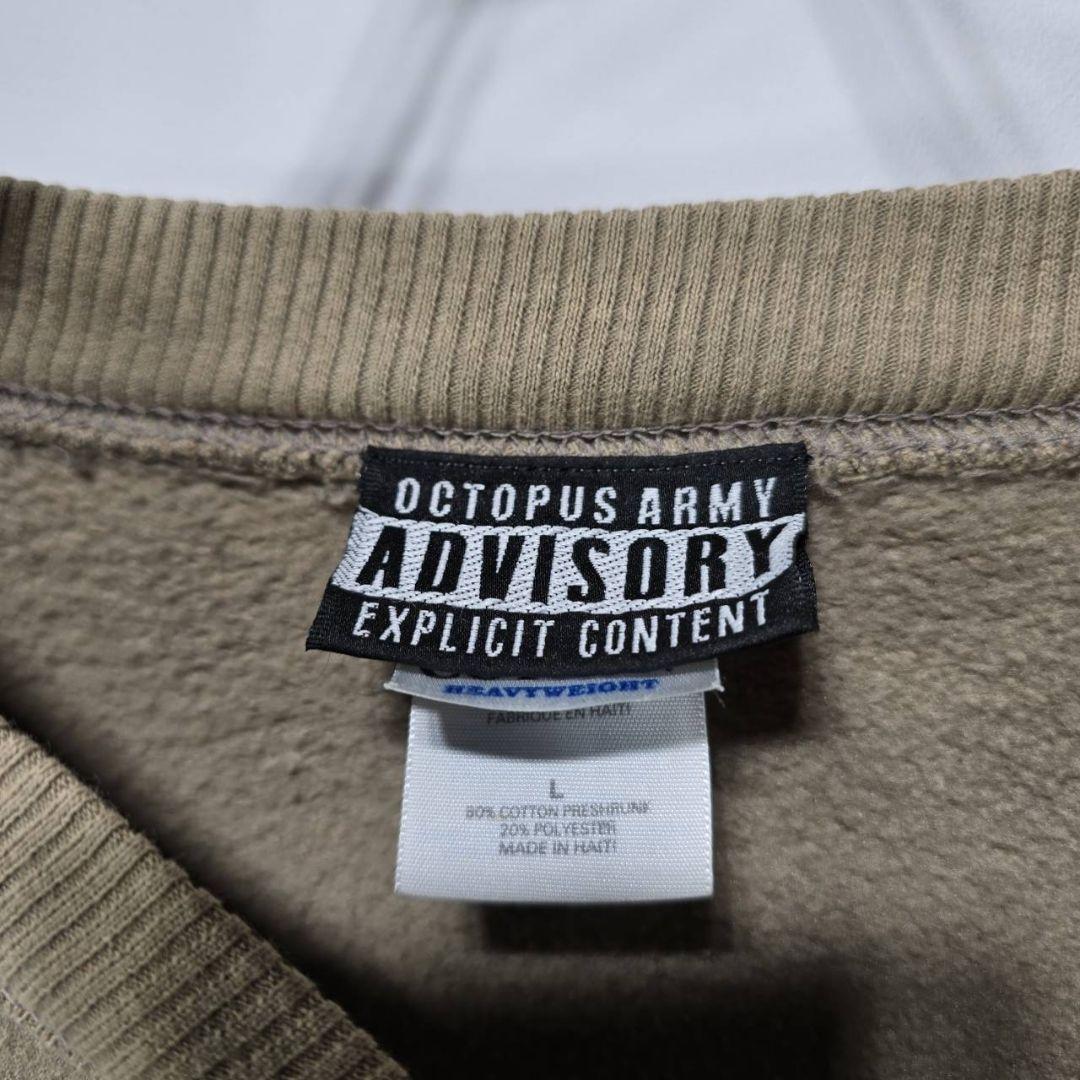 OCTOPUS ARMY
ADVISORY
EXPLICIT CONTENT
HEAVYWEIGHT
FABRIQUE EN HAITI
L
80% COTTON PRESHRUNK
20% POLYESTER
MADE IN HAITI